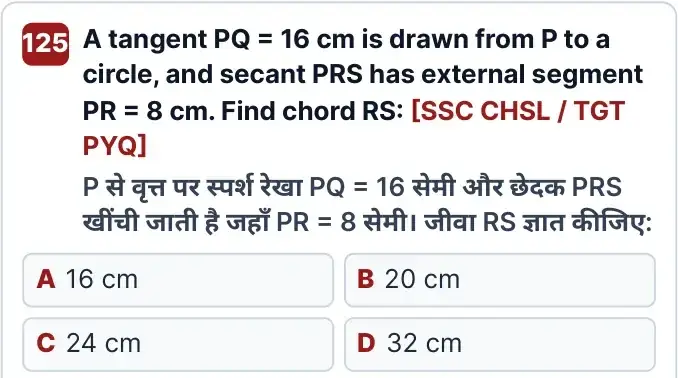 125 A tangent PQ = 16 cm is drawn from P to a
circle, and secant PRS has external segment
PR = 8 cm. Find chord RS: [SSC CHSL / TGT
PYQ]
P से वृत्त पर स्पर्श रेखा PQ = 16 सेमी और छेदक PRS
खींची जाती है जहाँ PR = 8 सेमी। जीवा RS ज्ञात कीजिए:
A 16 cm
B 20 cm
C 24 cm
D 32 cm